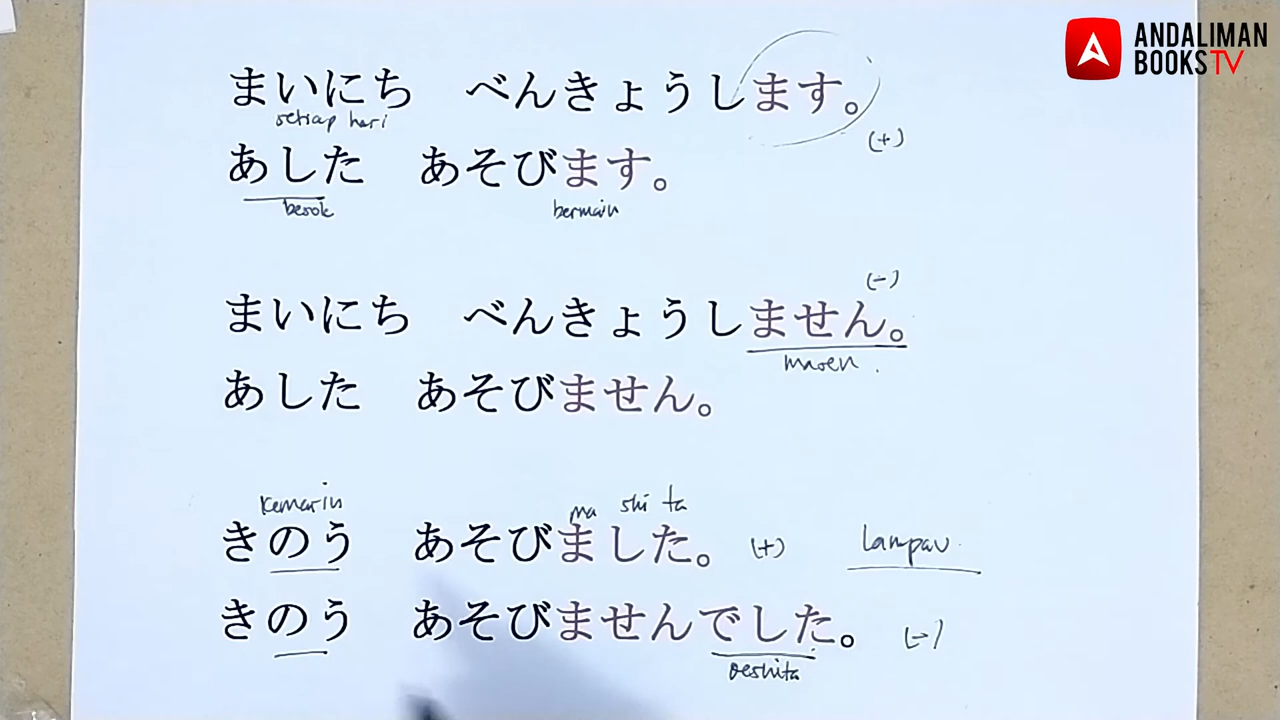 ANDALIMAN
BOOKSTV
まいにち　べんきょうします。
setiap hari
(+)
あした　あそびます。
besok bermain
(-)
まいにち　べんきょうしません。
masen.
あした　あそびません。
kemarin ma shi ta
きのう　あそびました。 (+) lampau.
きのう　あそびませんでした。 (-)
deshita